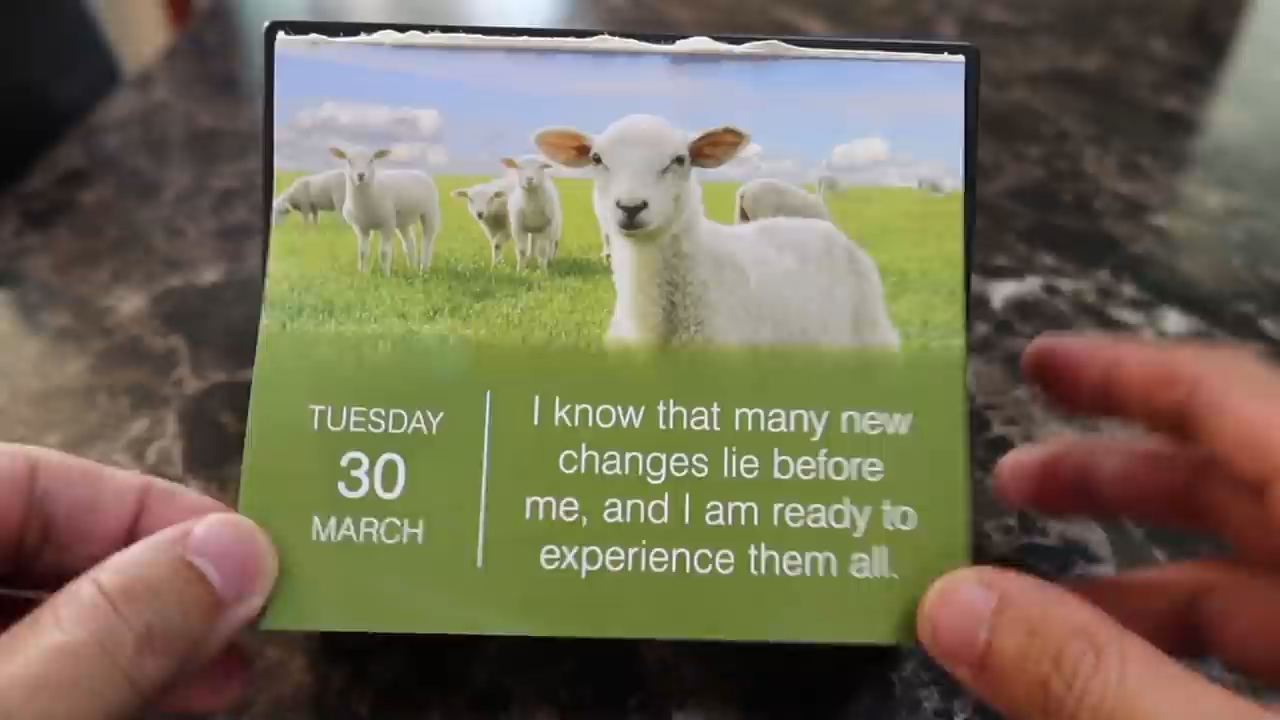 TUESDAY
30
MARCH
I know that many new
changes lie before
me, and I am ready to
experience them all.